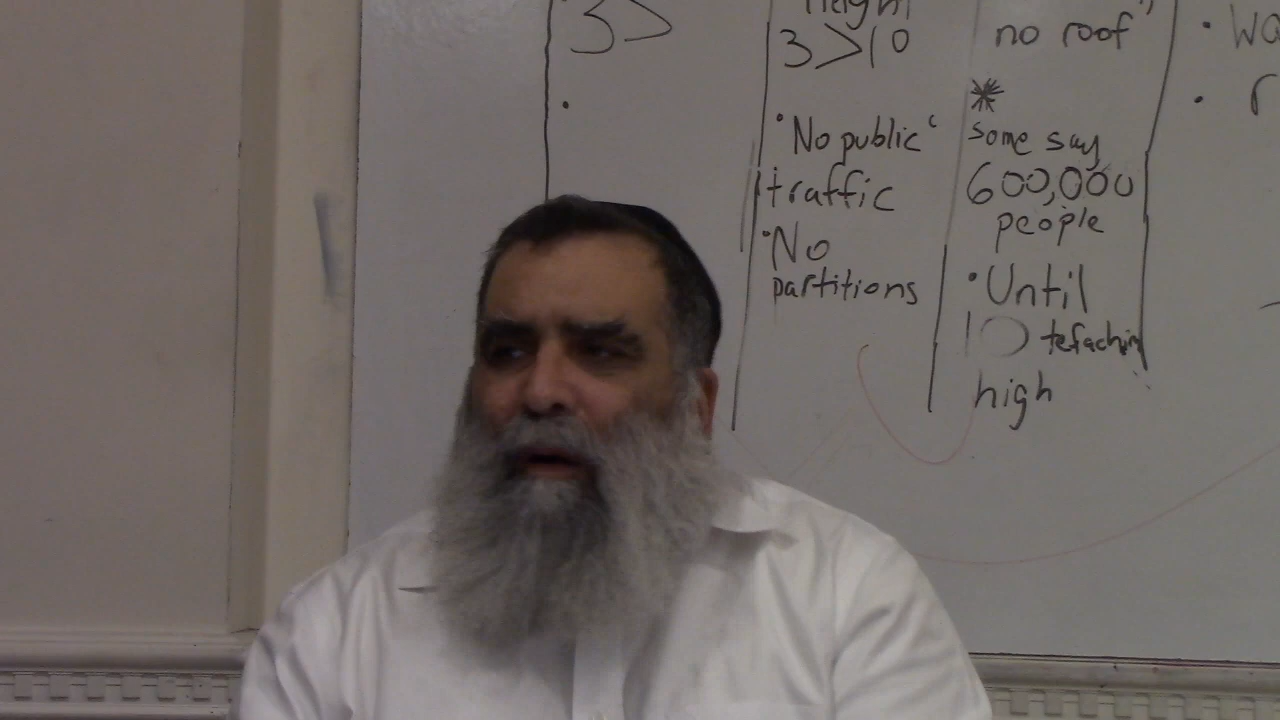 3>
height
3>10
• No public
traffic
• No
partitions
no roof"
*
some say
600,000
people
• Until
10 tefachim
high